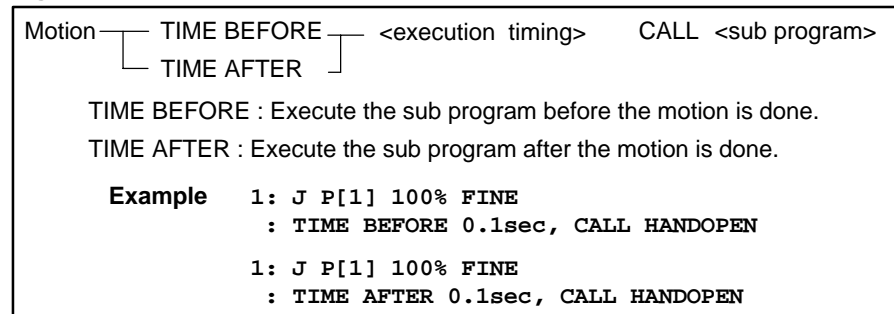 Motion TIME BEFORE <execution timing> CALL <sub program>
TIME AFTER
TIME BEFORE : Execute the sub program before the motion is done.
TIME AFTER : Execute the sub program after the motion is done.
Example 1: J P[1] 100% FINE
: TIME BEFORE 0.1sec, CALL HANDOPEN
1: J P[1] 100% FINE
: TIME AFTER 0.1sec, CALL HANDOPEN